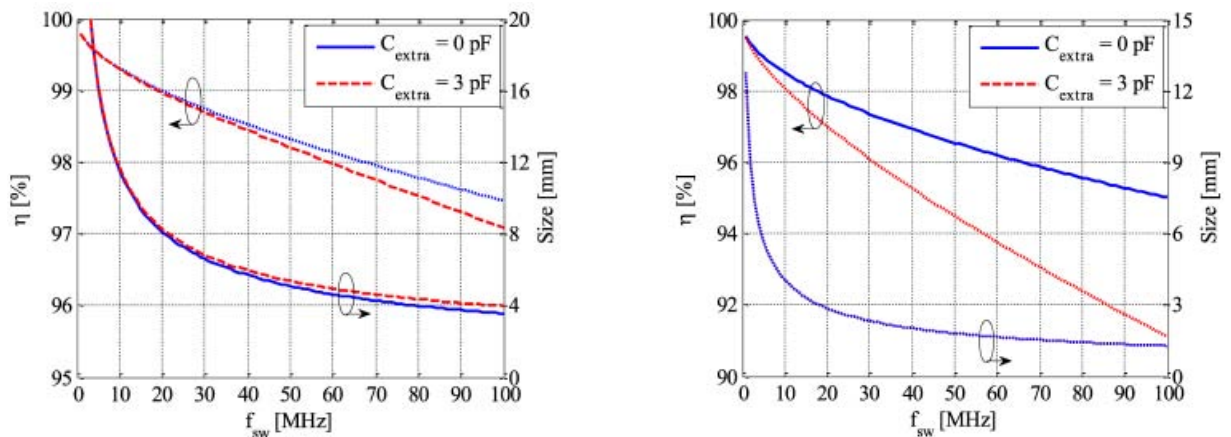 100
99
98
97
96
95
η [%]
20
16
12
8
4
0
Size [mm]
C_extra = 0 pF
C_extra = 3 pF
0 10 20 30 40 50 60 70 80 90 100
f_sw [MHz]
100
98
96
94
92
90
η [%]
15
12
9
6
3
0
Size [mm]
C_extra = 0 pF
C_extra = 3 pF
0 10 20 30 40 50 60 70 80 90 100
f_sw [MHz]